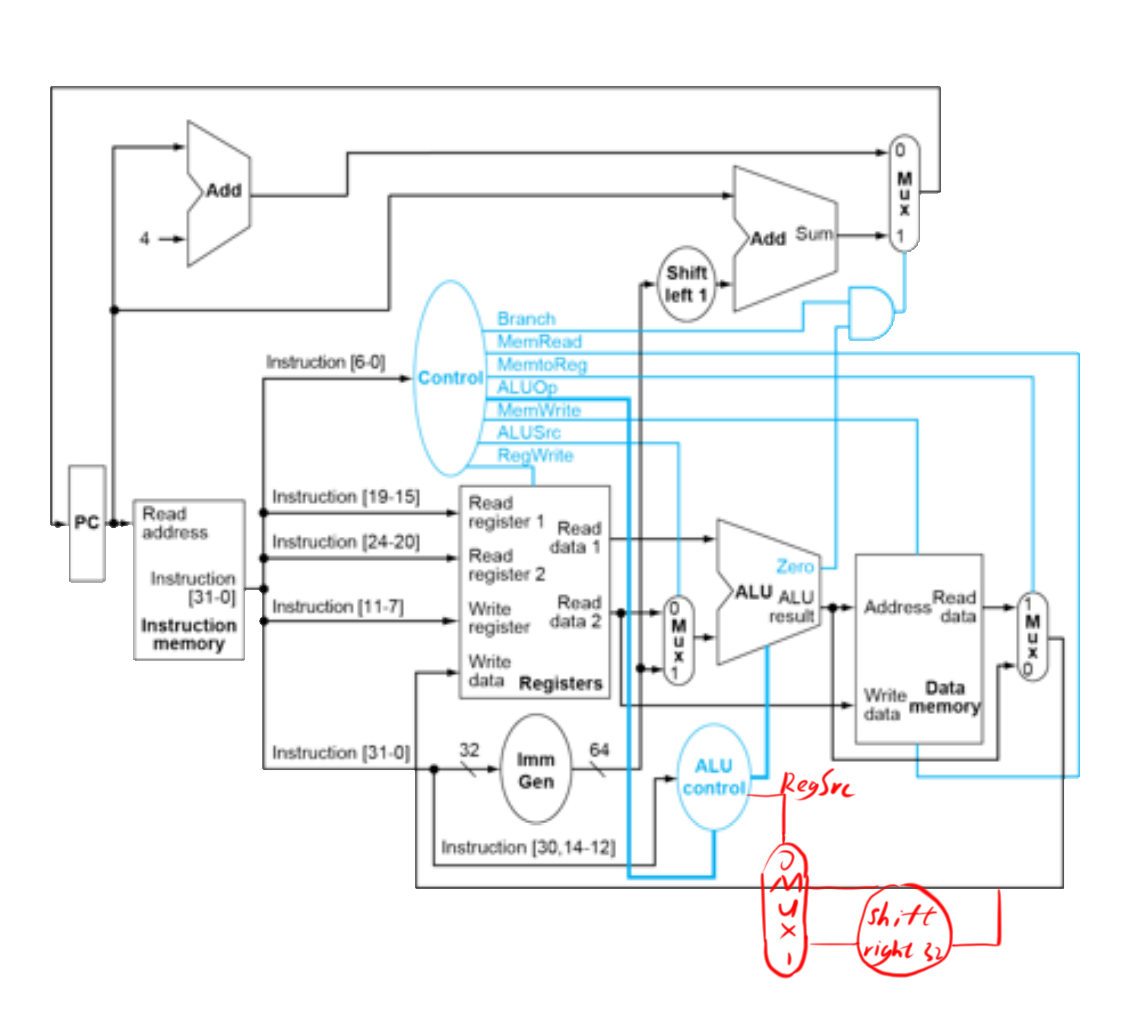 Add
4
0
M
u
x
1
Add Sum
Shift
left 1
Branch
MemRead
MemtoReg
ALUOp
MemWrite
ALUSrc
RegWrite
Control
Instruction [6-0]
Instruction [19-15]
Instruction [24-20]
Instruction [11-7]
Instruction [31-0]
PC
Read
address
Instruction
[31-0]
Instruction
memory
Read
register 1
Read
data 1
Read
register 2
Write
register
Read
data 2
Write
data
Registers
0
M
u
x
1
Zero
ALU
ALU
result
Address
Read
data
Write
data
Data
memory
1
M
u
x
0
32
Imm
Gen
64
ALU
control
Instruction [30,14-12]
RegSrc
0
M
u
x
1
shift
right 32